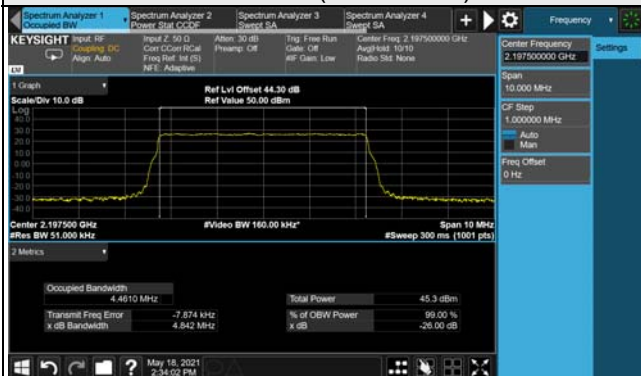 Spectrum Analyzer 1
Occupied BW
Spectrum Analyzer 2
Power Stat CCDF
Spectrum Analyzer 3
Swept SA
Spectrum Analyzer 4
Swept SA
Frequency
KEYSIGHT
Input: RF
Coupling: DC
Align: Auto
Input Z: 50 Ω
Corr CCorr RCal
Freq Ref: Int (S)
NFE: Adaptive
Atten: 30 dB
Preamp: Off
Trig: Free Run
Gate: Off
#IF Gain: Low
Center Freq: 2.197500000 GHz
Avg|Hold: 10/10
Radio Std: None
Center Frequency
2.197500000 GHz
Settings
Span
10.000 MHz
CF Step
1.000000 MHz
Auto
Man
Freq Offset
0 Hz
LM
1 Graph
Scale/Div 10.0 dB
Ref Lvl Offset 44.30 dB
Ref Value 50.00 dBm
Log
40.0
30.0
20.0
10.0
0.00
-10.0
-20.0
-30.0
-40.0
Center 2.197500 GHz
#Res BW 51.000 kHz
#Video BW 160.00 kHz*
Span 10 MHz
#Sweep 300 ms (1001 pts)
2 Metrics
Occupied Bandwidth
4.4610 MHz
Total Power
45.3 dBm
Transmit Freq Error
-7.874 kHz
% of OBW Power
99.00 %
x dB Bandwidth
4.842 MHz
x dB
-26.00 dB
May 18, 2021
2:34:02 PM